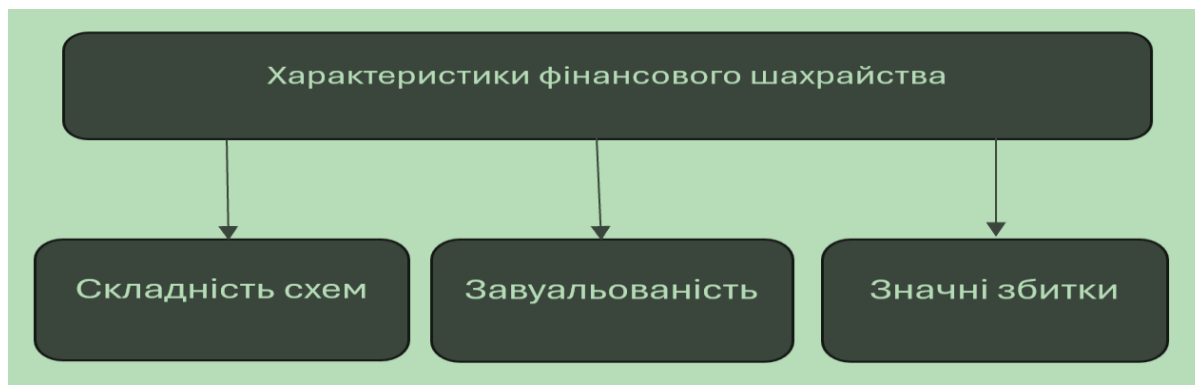 Характеристики фінансового шахрайства
Складність схем
Завуальованість
Значні збитки